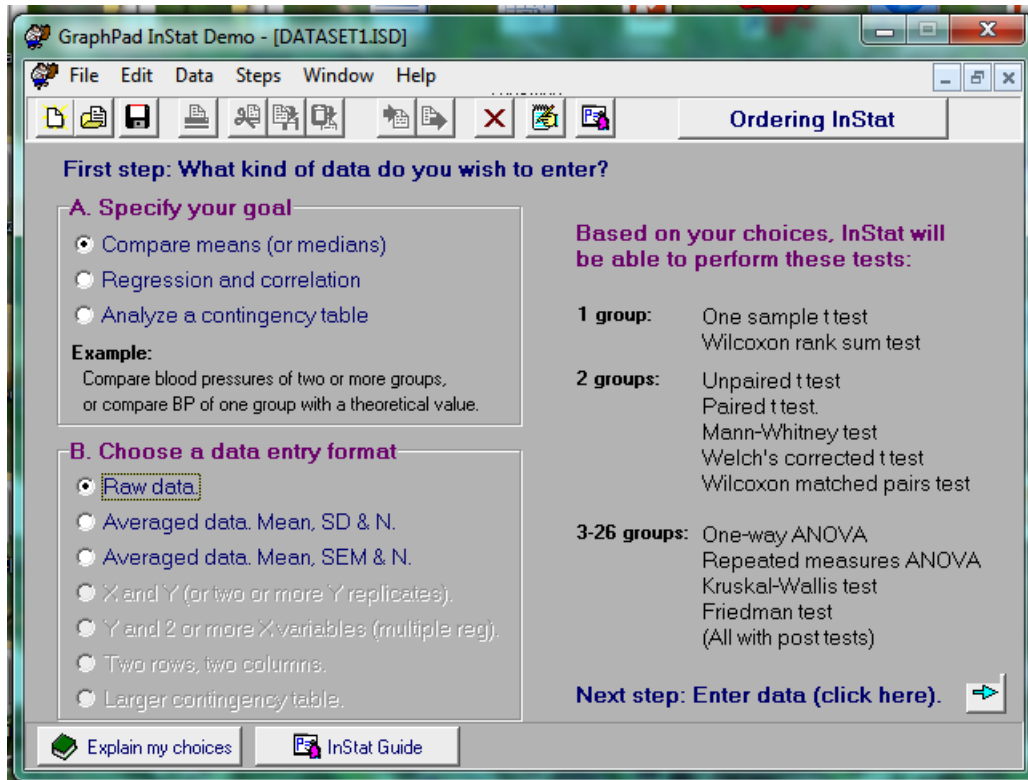 GraphPad InStat Demo - [DATASET1.ISD]
File Edit Data Steps Window Help
Ordering InStat
First step: What kind of data do you wish to enter?
A. Specify your goal
Compare means (or medians)
Regression and correlation
Analyze a contingency table
Example:
Compare blood pressures of two or more groups,
or compare BP of one group with a theoretical value.
B. Choose a data entry format
Raw data.
Averaged data. Mean, SD & N.
Averaged data. Mean, SEM & N.
X and Y (or two or more Y replicates).
Y and 2 or more X variables (multiple reg).
Two rows, two columns.
Larger contingency table.
Based on your choices, InStat will
be able to perform these tests:
1 group: One sample t test
Wilcoxon rank sum test
2 groups: Unpaired t test
Paired t test.
Mann-Whitney test
Welch's corrected t test
Wilcoxon matched pairs test
3-26 groups: One-way ANOVA
Repeated measures ANOVA
Kruskal-Wallis test
Friedman test
(All with post tests)
Next step: Enter data (click here).
Explain my choices
InStat Guide